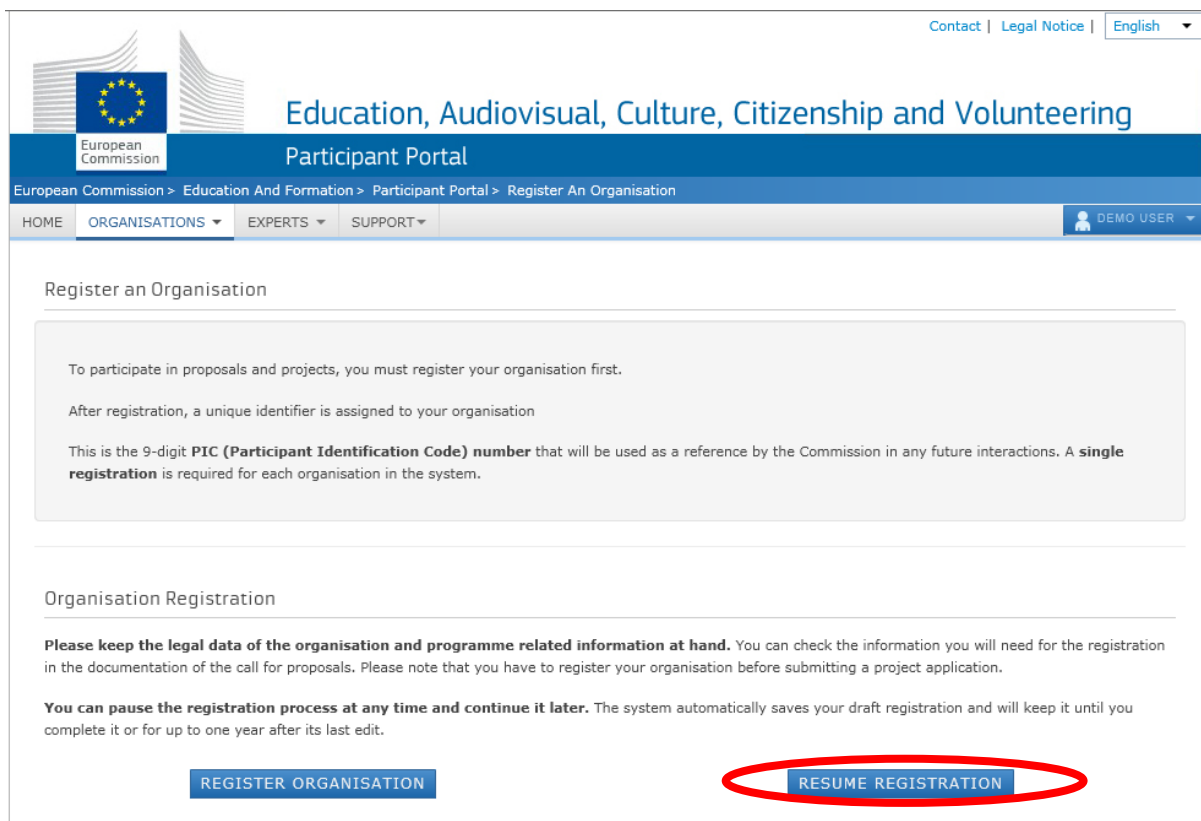 Contact | Legal Notice | English
Education, Audiovisual, Culture, Citizenship and Volunteering
European
Commission
Participant Portal
European Commission > Education And Formation > Participant Portal > Register An Organisation
HOME ORGANISATIONS EXPERTS SUPPORT DEMO USER
Register an Organisation
To participate in proposals and projects, you must register your organisation first.
After registration, a unique identifier is assigned to your organisation
This is the 9-digit PIC (Participant Identification Code) number that will be used as a reference by the Commission in any future interactions. A single
registration is required for each organisation in the system.
Organisation Registration
Please keep the legal data of the organisation and programme related information at hand. You can check the information you will need for the registration
in the documentation of the call for proposals. Please note that you have to register your organisation before submitting a project application.
You can pause the registration process at any time and continue it later. The system automatically saves your draft registration and will keep it until you
complete it or for up to one year after its last edit.
REGISTER ORGANISATION RESUME REGISTRATION